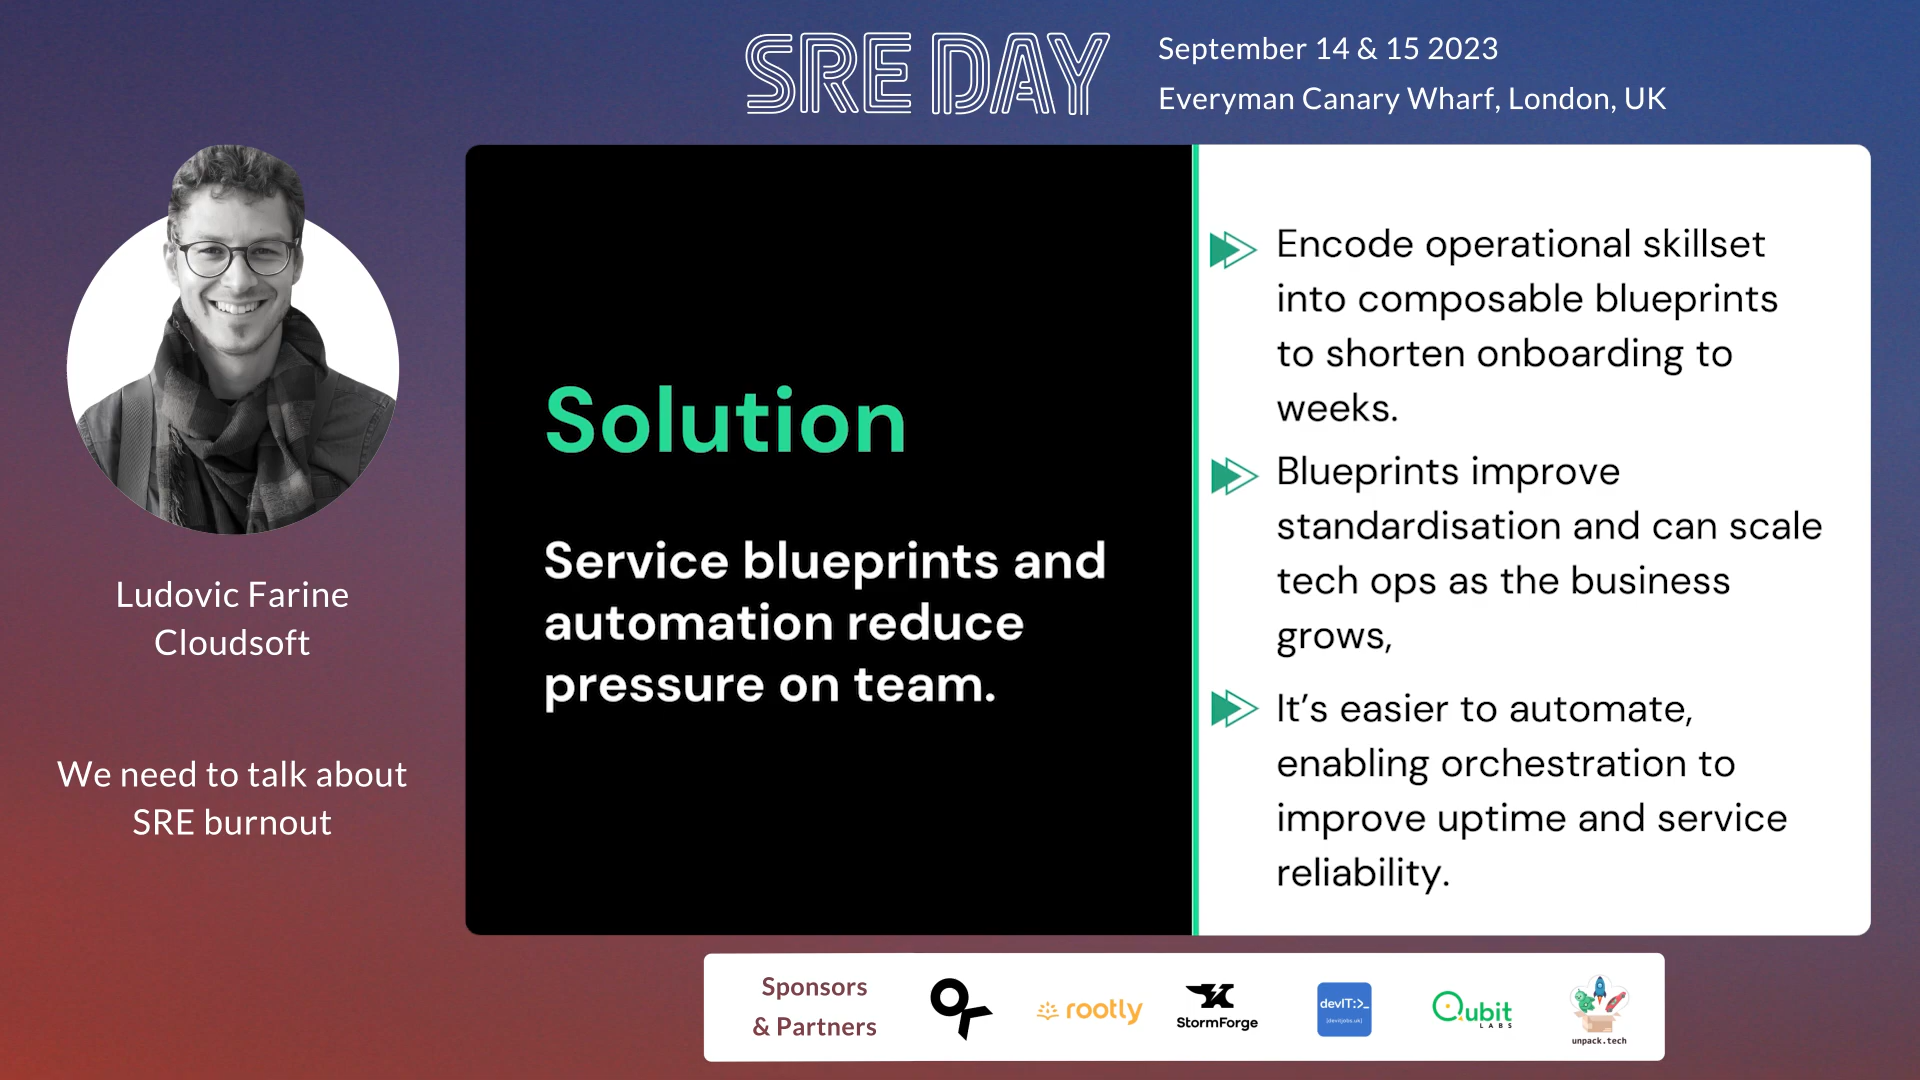 SRE DAY
September 14 & 15 2023
Everyman Canary Wharf, London, UK
Ludovic Farine
Cloudsoft
We need to talk about
SRE burnout
Solution
Service blueprints and
automation reduce
pressure on team.
Encode operational skillset
into composable blueprints
to shorten onboarding to
weeks.
Blueprints improve
standardisation and can scale
tech ops as the business
grows,
It's easier to automate,
enabling orchestration to
improve uptime and service
reliability.
Sponsors
& Partners
rootly
StormForge
devIT:>_
[devitjobs.uk]
Qubit
LABS
unpack.tech